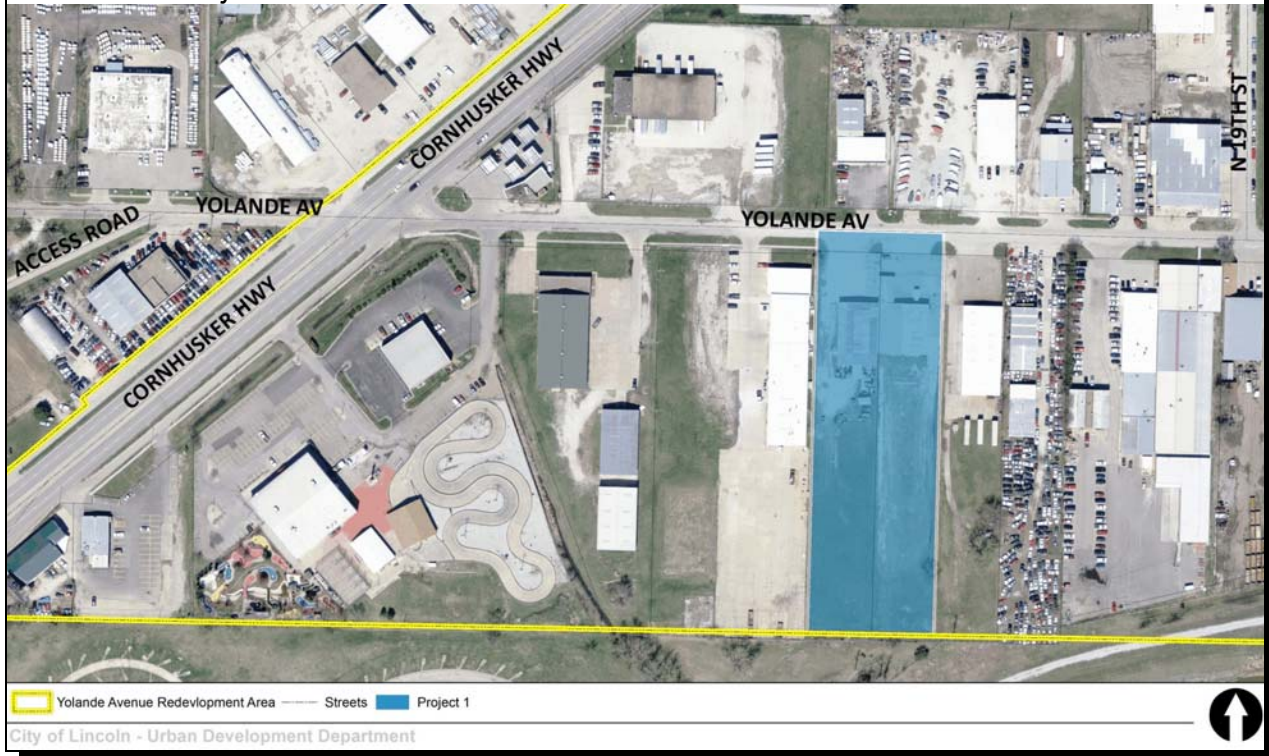 CORNHUSKER HWY
N 19TH ST
YOLANDE AV
YOLANDE AV
ACCESS ROAD
CORNHUSKER HWY
Yolande Avenue Redevlopment Area Streets Project 1
City of Lincoln - Urban Development Department